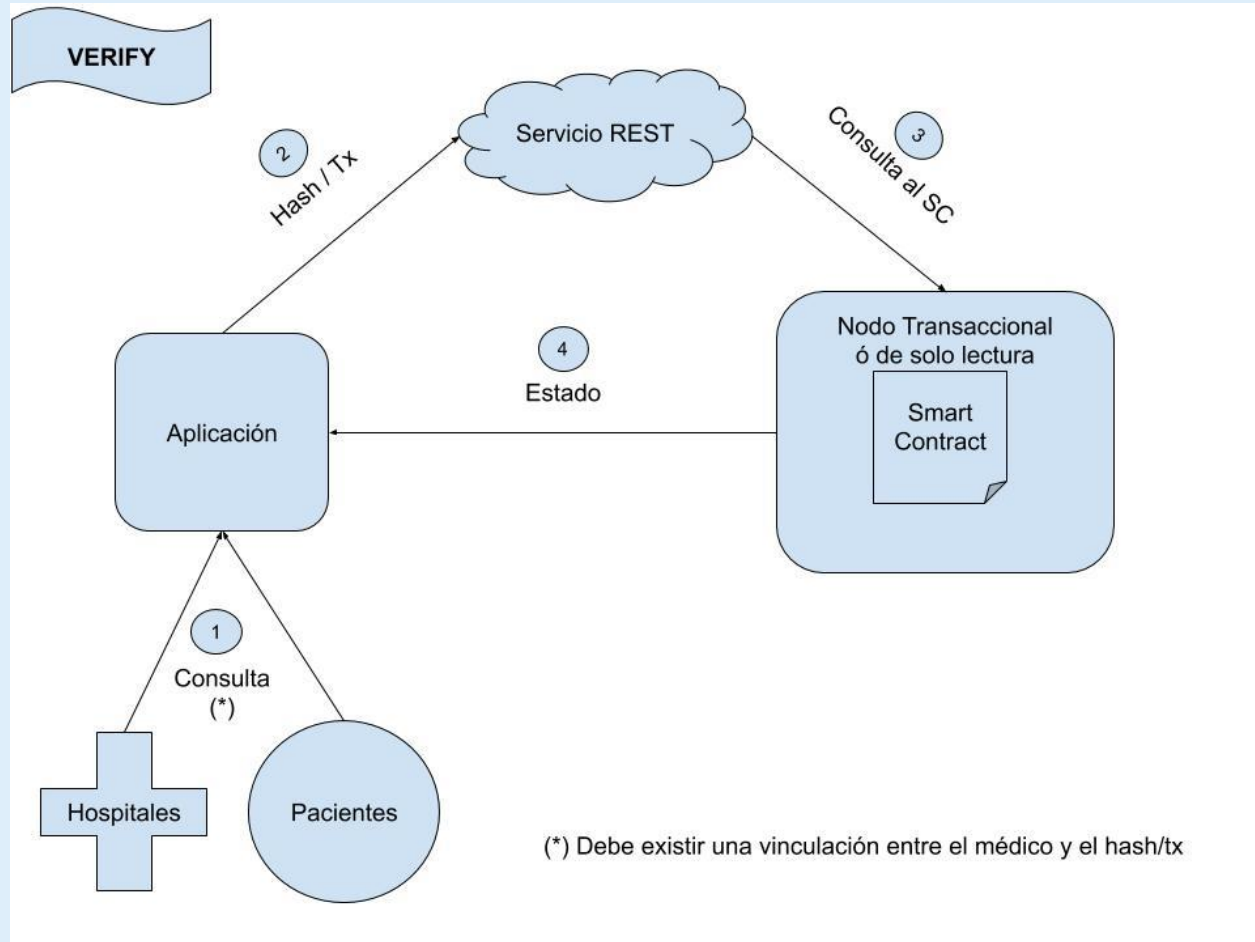 VERIFY
Servicio REST
2
Hash / Tx
3
Consulta al SC
Nodo Transaccional
ó de solo lectura
Smart
Contract
4
Estado
Aplicación
1
Consulta
(*)
Hospitales
Pacientes
(*) Debe existir una vinculación entre el médico y el hash/tx